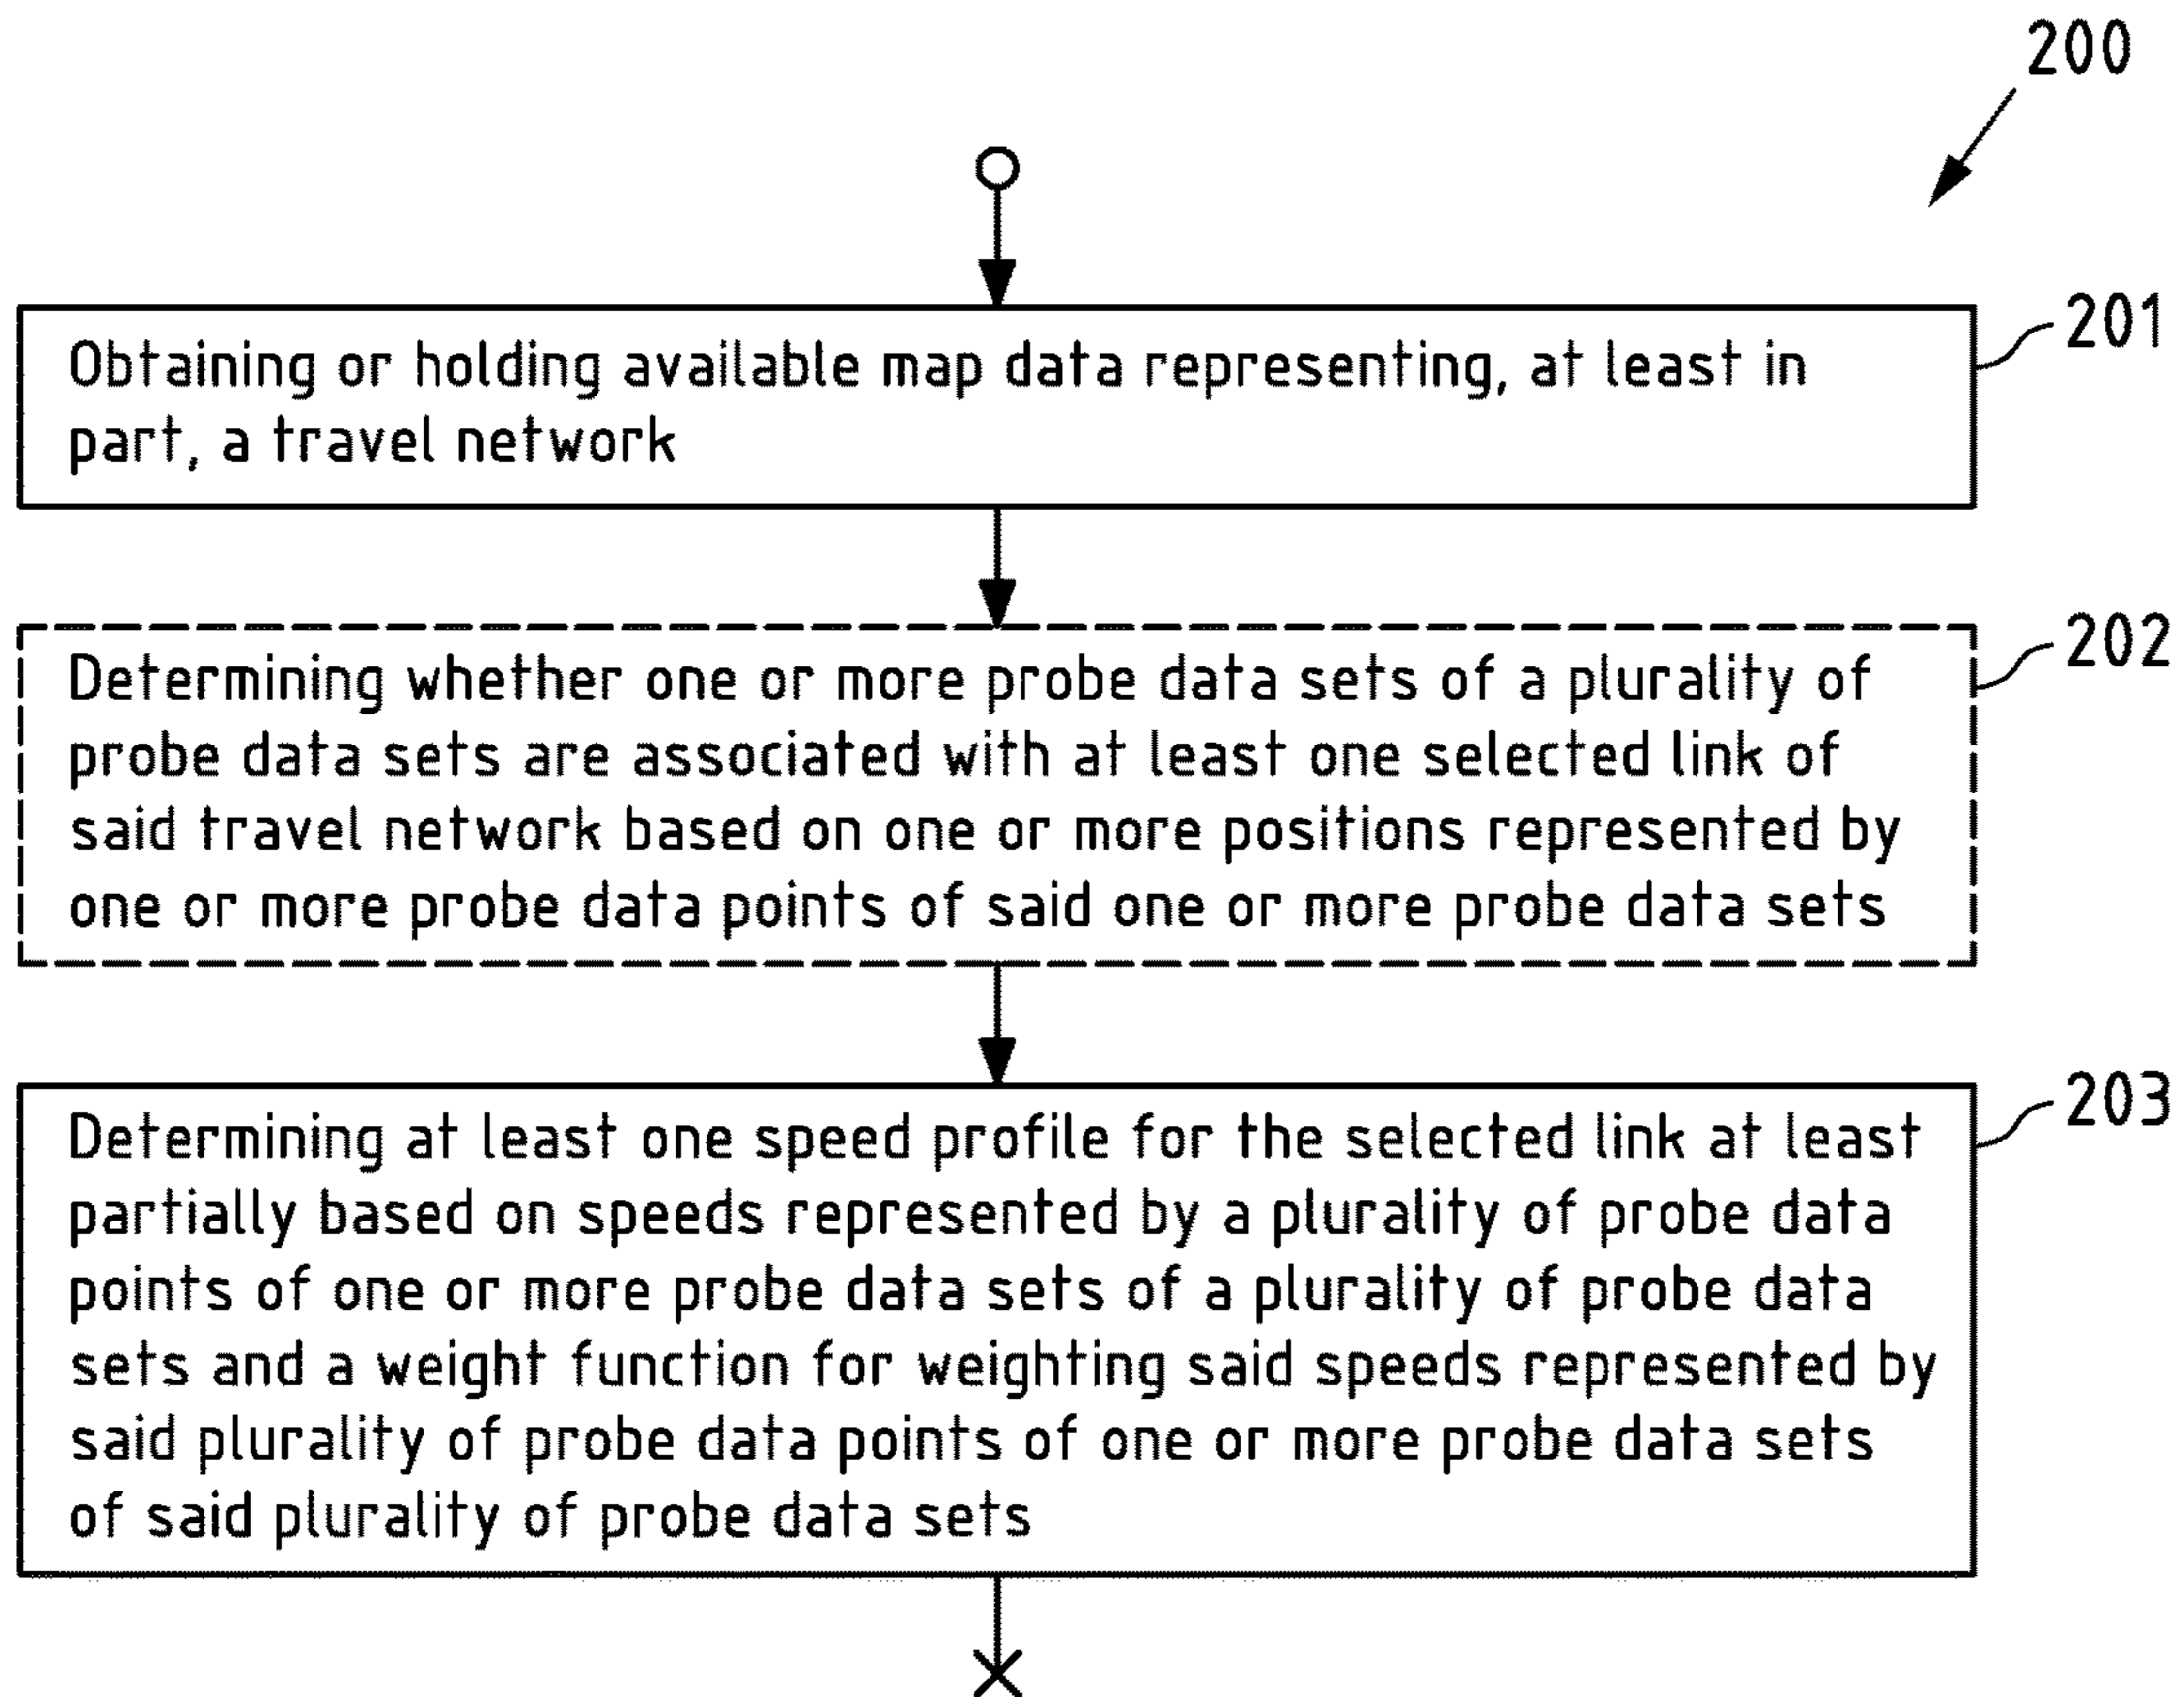 200
201
Obtaining or holding available map data representing, at least in
part, a travel network
202
Determining whether one or more probe data sets of a plurality of
probe data sets are associated with at least one selected link of
said travel network based on one or more positions represented by
one or more probe data points of said one or more probe data sets
203
Determining at least one speed profile for the selected link at least
partially based on speeds represented by a plurality of probe data
points of one or more probe data sets of a plurality of probe data
sets and a weight function for weighting said speeds represented by
said plurality of probe data points of one or more probe data sets
of said plurality of probe data sets